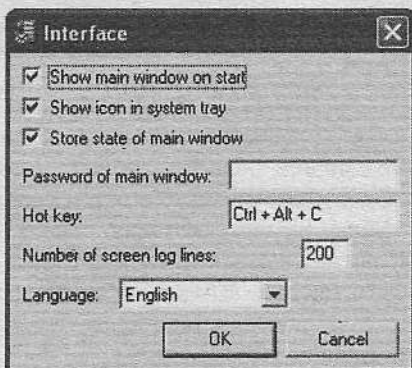 Interface
Show main window on start
Show icon in system tray
Store state of main window
Password of main window:
Hot key: Ctrl + Alt + C
Number of screen log lines: 200
Language: English
OK Cancel